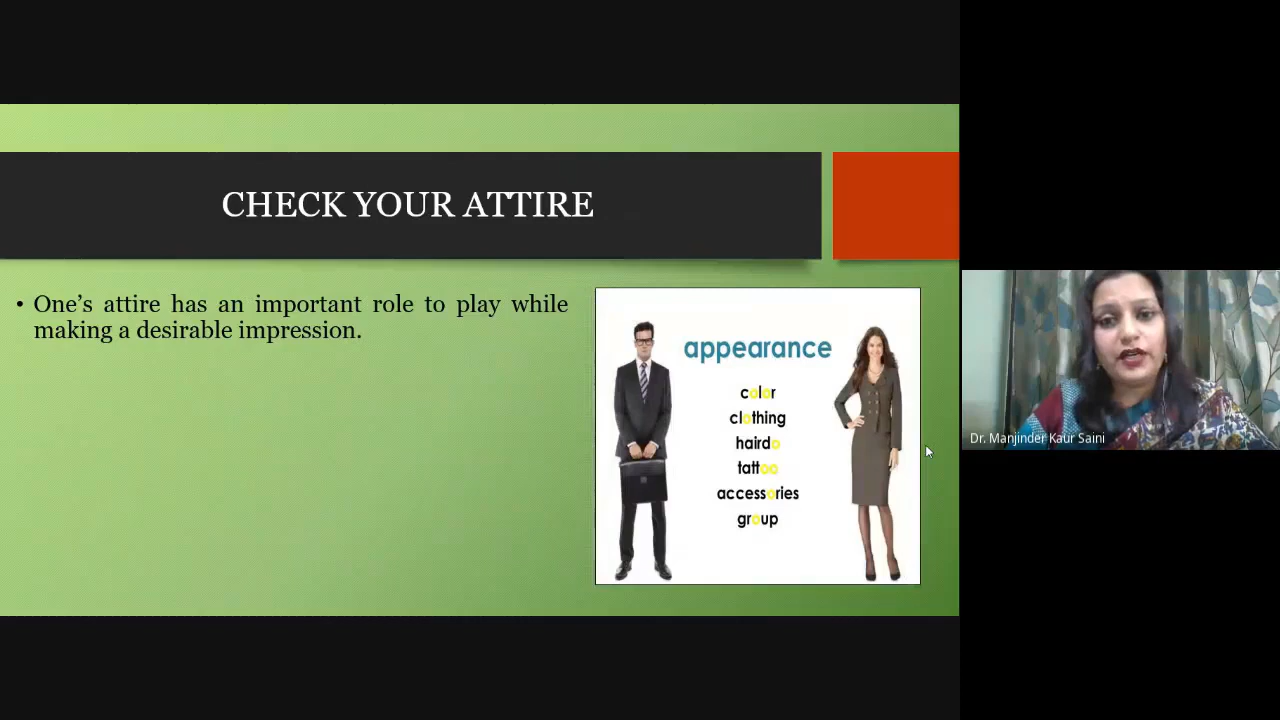 CHECK YOUR ATTIRE
• One’s attire has an important role to play while
making a desirable impression.
appearance
color
clothing
hairdo
tattoo
accessories
group
Dr. Manjinder Kaur Saini